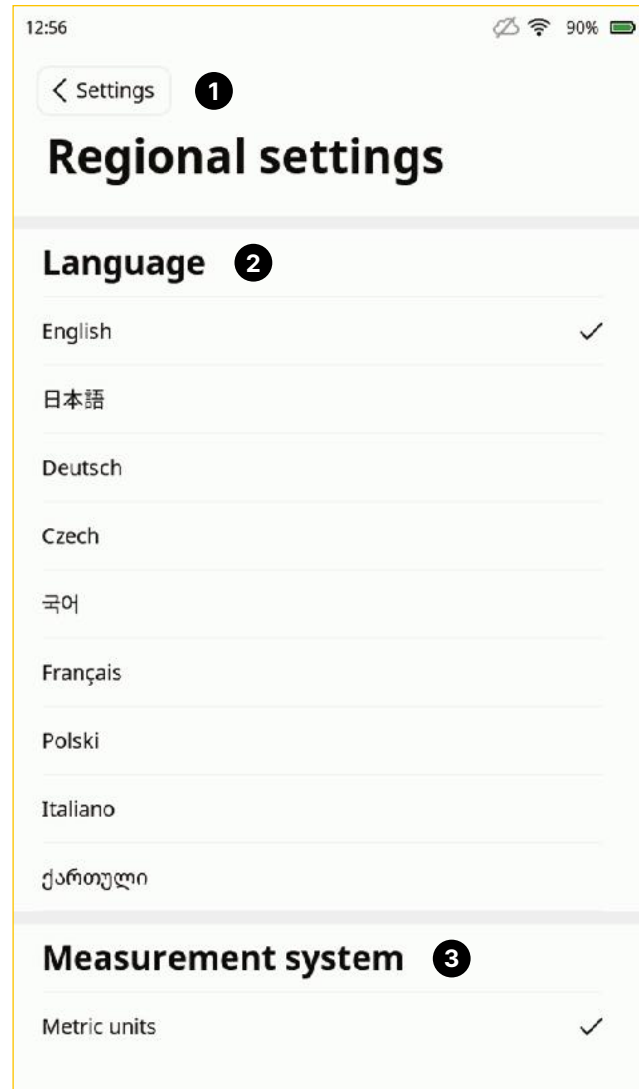 12:56 90%
Settings 1
Regional settings
Language 2
English
日本語
Deutsch
Czech
국어
Français
Polski
Italiano
ქართული
Measurement system 3
Metric units